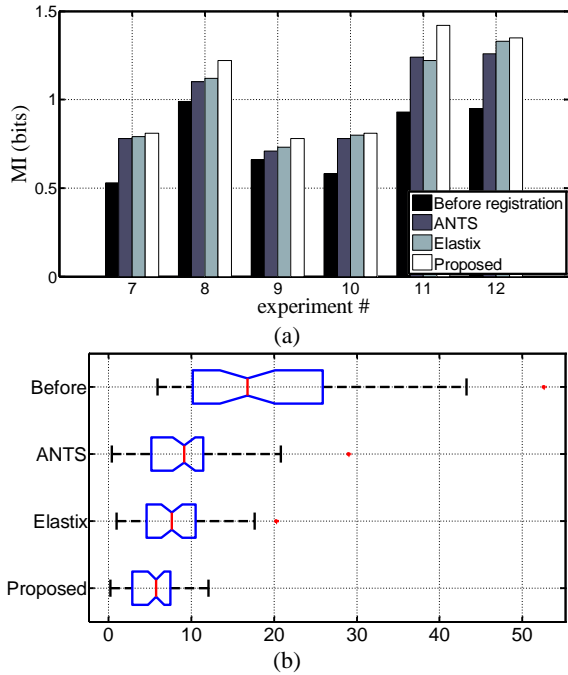 1.5
1
0.5
0
MI (bits)
7 8 9 10 11 12
experiment #
Before registration
ANTS
Elastix
Proposed
(a)
Before
ANTS
Elastix
Proposed
0 10 20 30 40 50
(b)